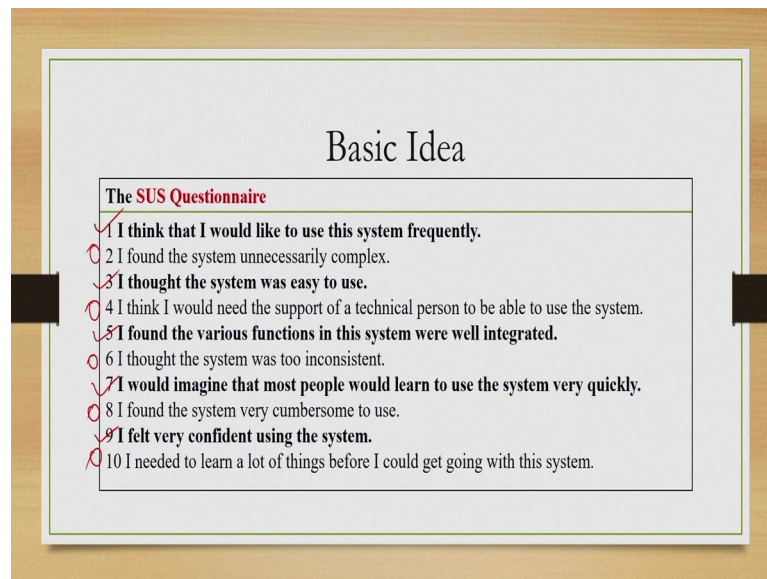 Basic Idea
The SUS Questionnaire
1 I think that I would like to use this system frequently.
2 I found the system unnecessarily complex.
3 I thought the system was easy to use.
4 I think I would need the support of a technical person to be able to use the system.
5 I found the various functions in this system were well integrated.
6 I thought the system was too inconsistent.
7 I would imagine that most people would learn to use the system very quickly.
8 I found the system very cumbersome to use.
9 I felt very confident using the system.
10 I needed to learn a lot of things before I could get going with this system.